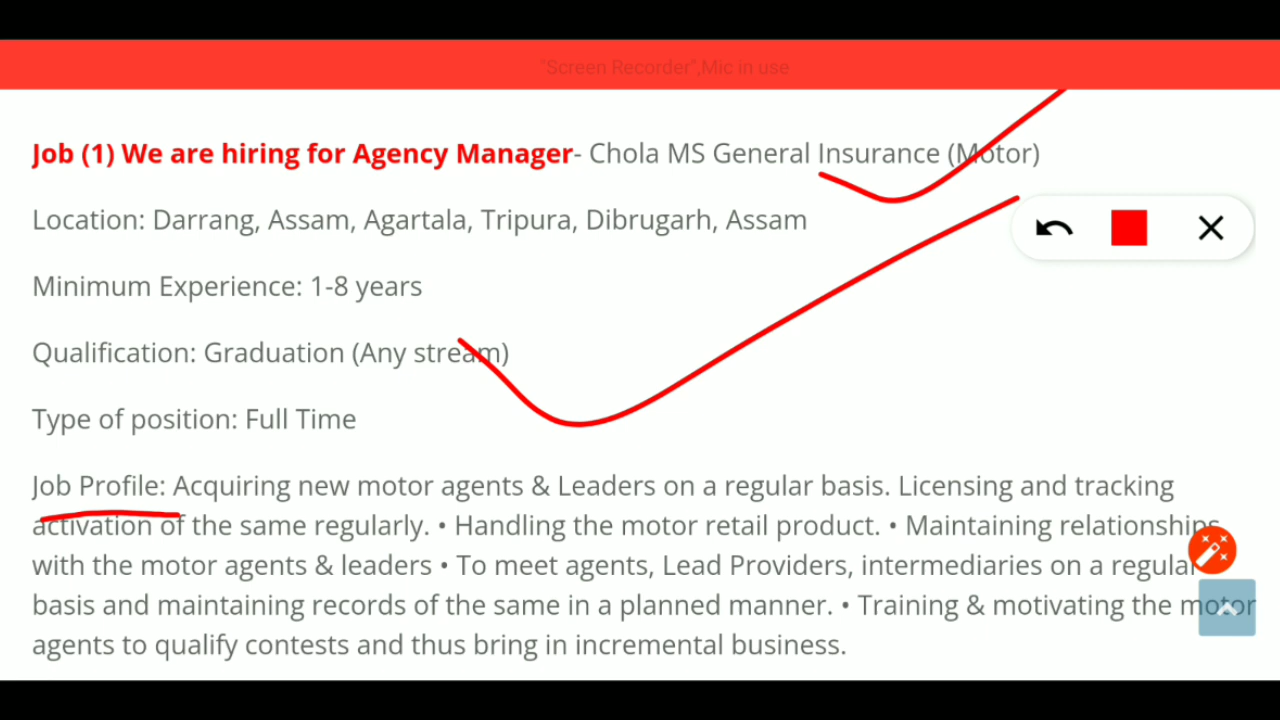 "Screen Recorder",Mic in use
Job (1) We are hiring for Agency Manager- Chola MS General Insurance (Motor)
Location: Darrang, Assam, Agartala, Tripura, Dibrugarh, Assam
Minimum Experience: 1-8 years
Qualification: Graduation (Any stream)
Type of position: Full Time
Job Profile: Acquiring new motor agents & Leaders on a regular basis. Licensing and tracking
activation of the same regularly. • Handling the motor retail product. • Maintaining relationships
with the motor agents & leaders • To meet agents, Lead Providers, intermediaries on a regular
basis and maintaining records of the same in a planned manner. • Training & motivating the motor
agents to qualify contests and thus bring in incremental business.